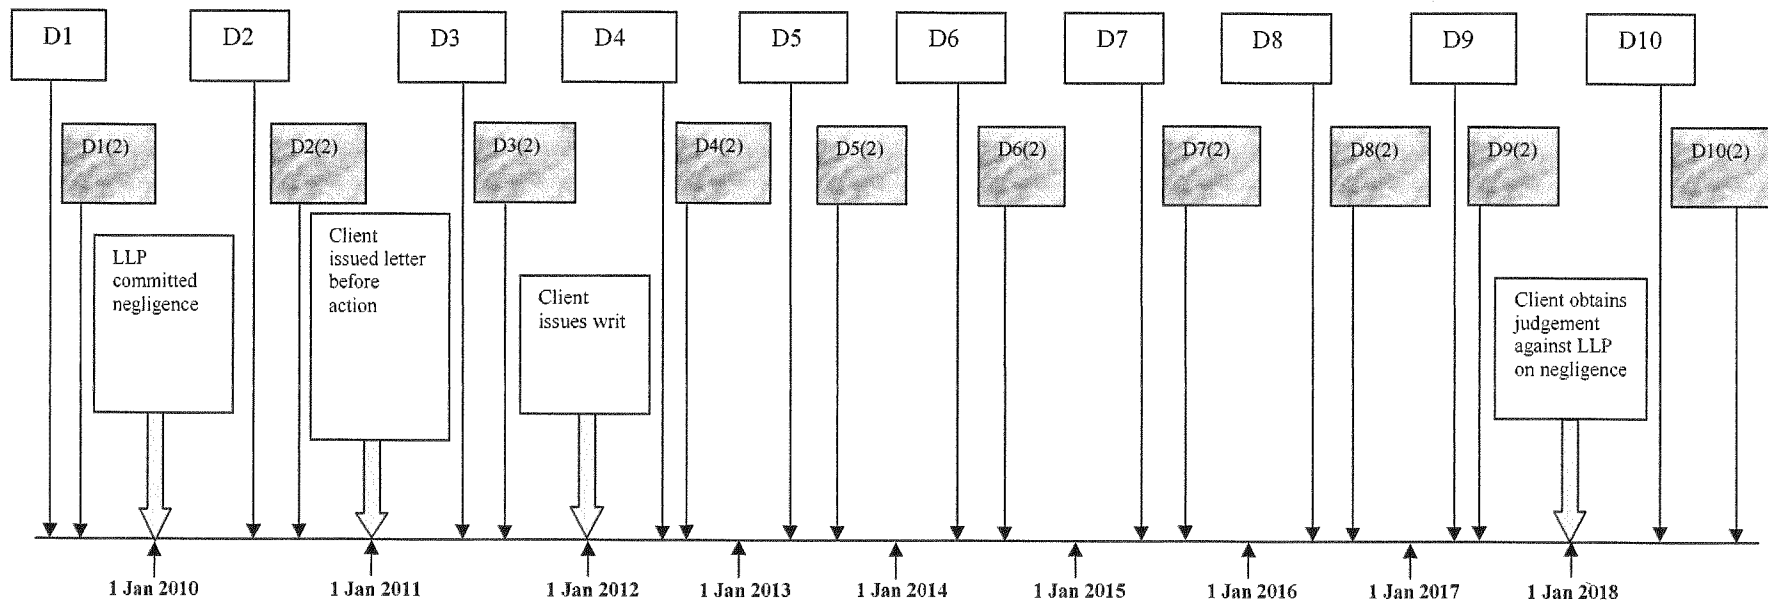 D1
D2
D3
D4
D5
D6
D7
D8
D9
D10
D1(2)
D2(2)
D3(2)
D4(2)
D5(2)
D6(2)
D7(2)
D8(2)
D9(2)
D10(2)
LLP
committed
negligence
Client
issued letter
before
action
Client
issues writ
Client obtains
judgement
against LLP
on negligence
1 Jan 2010
1 Jan 2011
1 Jan 2012
1 Jan 2013
1 Jan 2014
1 Jan 2015
1 Jan 2016
1 Jan 2017
1 Jan 2018